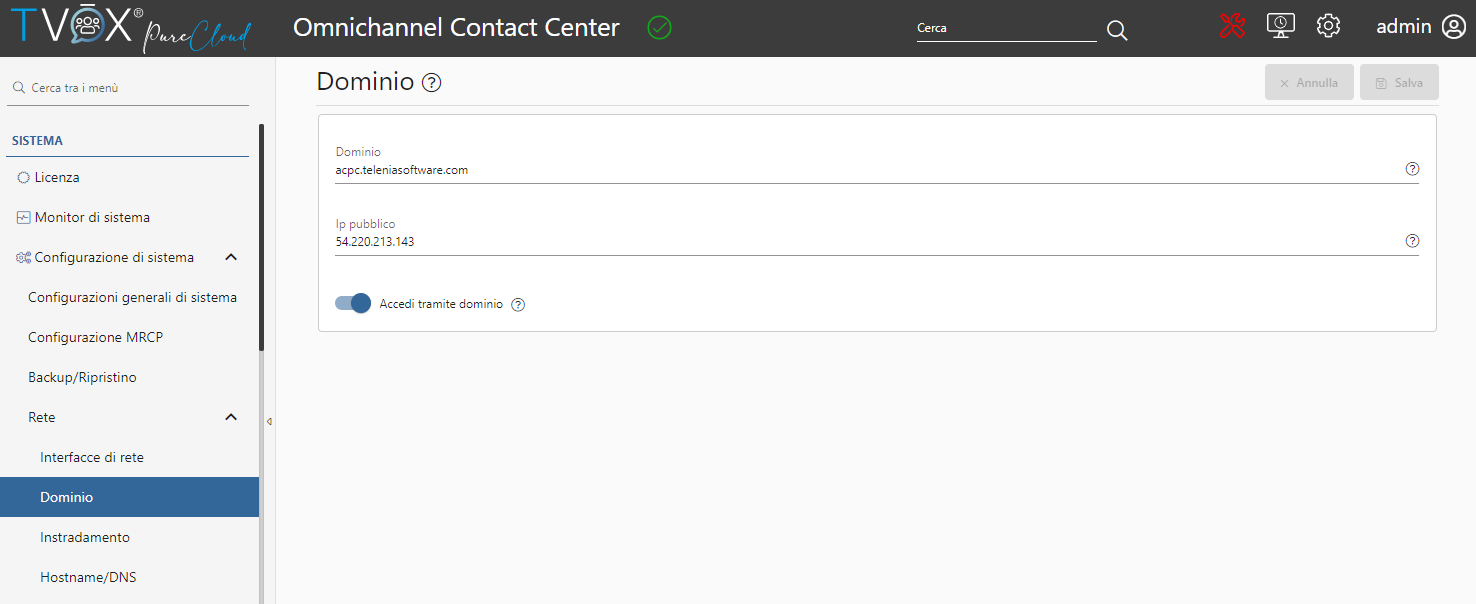 TVOX® PureCloud
Omnichannel Contact Center
Cerca
admin
Cerca tra i menù
SISTEMA
Licenza
Monitor di sistema
Configurazione di sistema
Configurazioni generali di sistema
Configurazione MRCP
Backup/Ripristino
Rete
Interfacce di rete
Dominio
Instradamento
Hostname/DNS
Dominio ?
Annulla
Salva
Dominio
acpc.teleniasoftware.com
?
Ip pubblico
54.220.213.143
?
Accedi tramite dominio ?